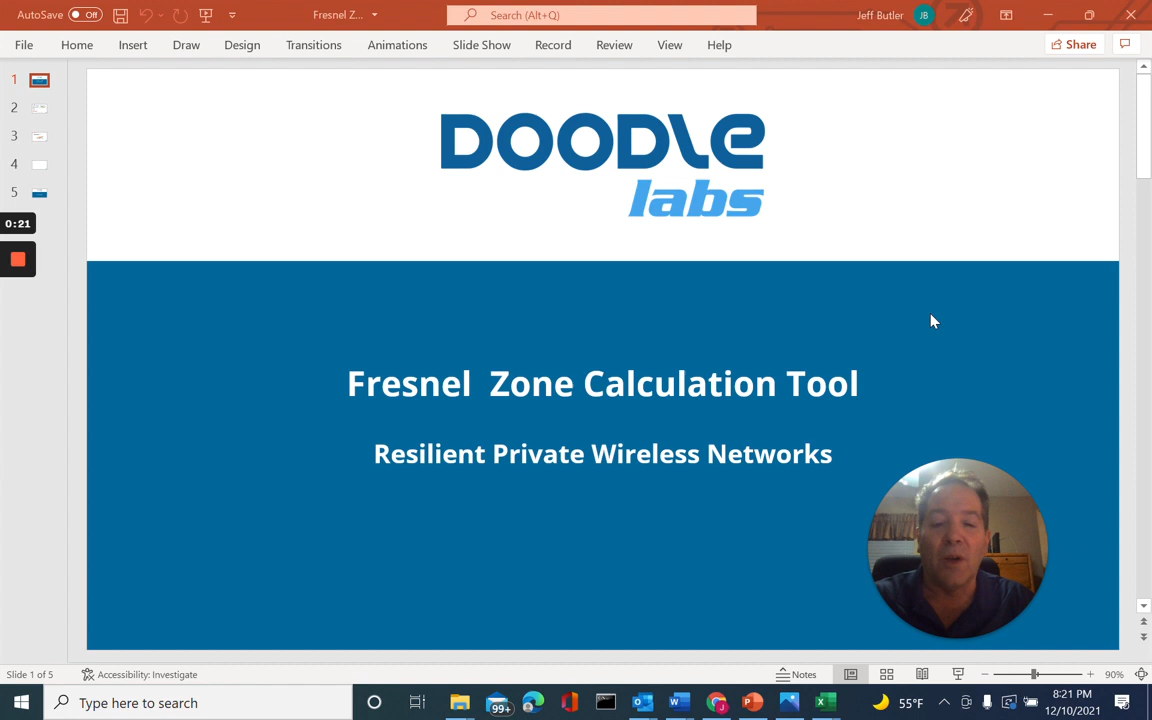 AutoSave Off Fresnel Z... Search (Alt+Q) Jeff Butler JB
File Home Insert Draw Design Transitions Animations Slide Show Record Review View Help Share
1
2
3
4
5
0:21
DOODLE
labs
Fresnel Zone Calculation Tool
Resilient Private Wireless Networks
Slide 1 of 5 Accessibility: Investigate Notes 90%
Type here to search 99+ 55°F 8:21 PM
12/10/2021